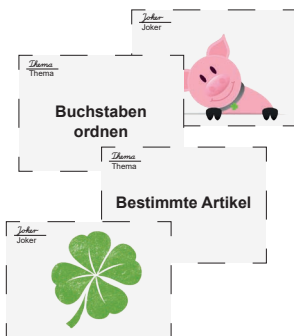 Joker
Joker
Thema
Thema
Buchstaben
ordnen
Thema
Thema
Bestimmte Artikel
Joker
Joker